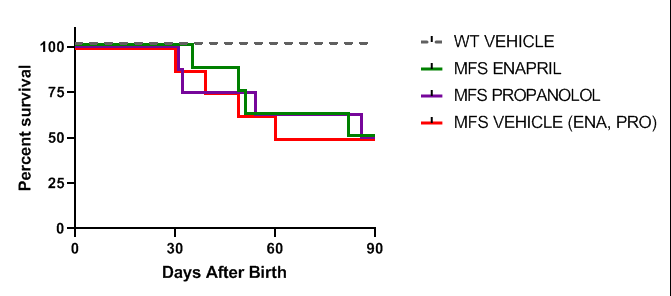 100
75
50
25
0
0 30 60 90
Percent survival
Days After Birth
WT VEHICLE
MFS ENAPRIL
MFS PROPANOLOL
MFS VEHICLE (ENA, PRO)